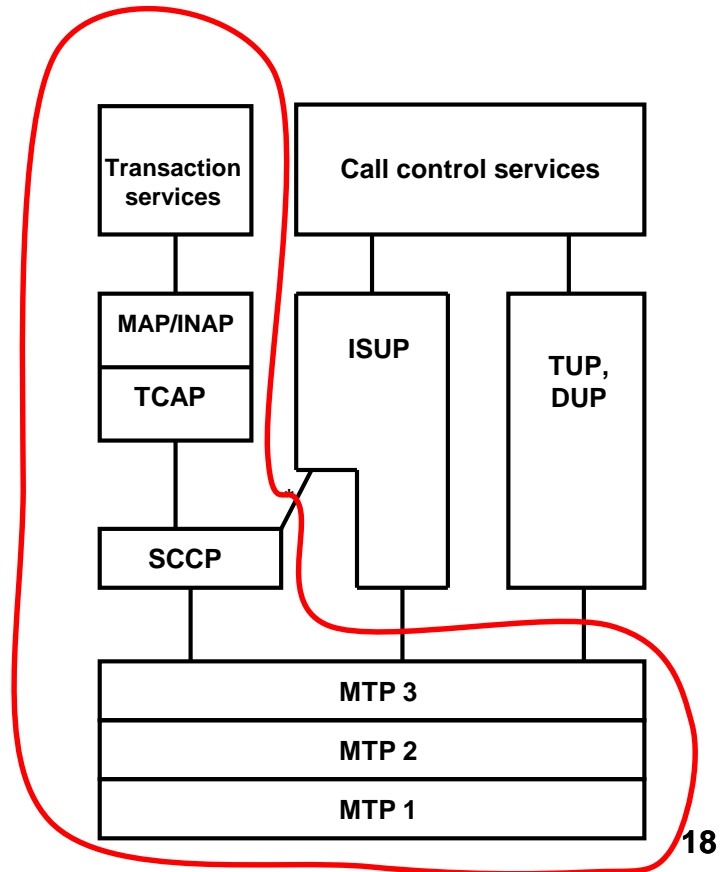 Transaction
services
Call control services
MAP/INAP
TCAP
ISUP
TUP,
DUP
*
SCCP
MTP 3
MTP 2
MTP 1
18